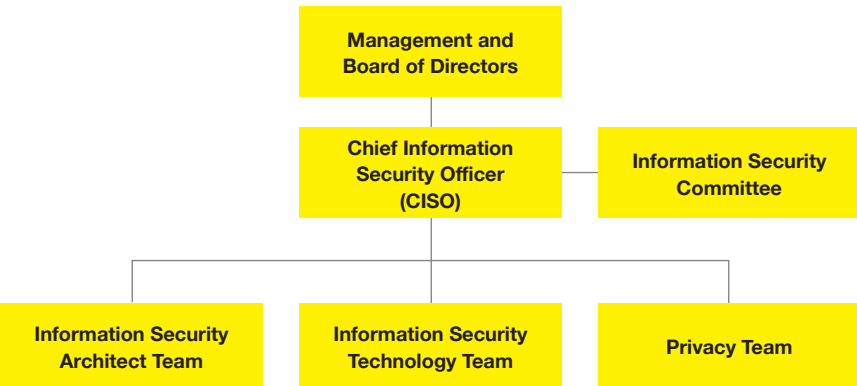 Management and
Board of Directors
Chief Information
Security Officer
(CISO)
Information Security
Committee
Information Security
Architect Team
Information Security
Technology Team
Privacy Team